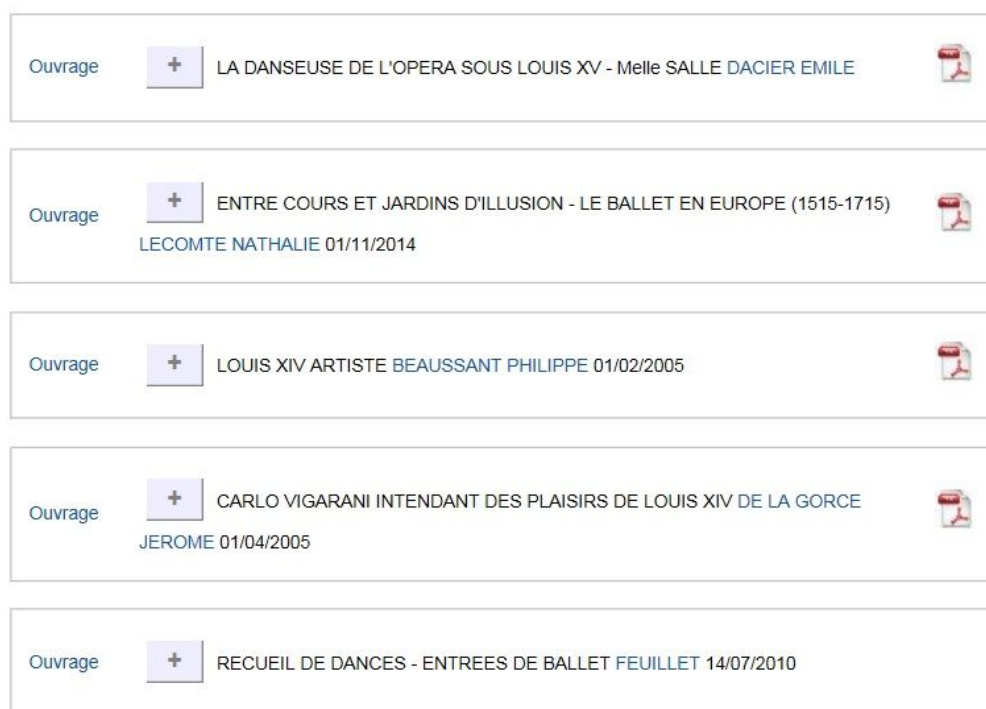 Ouvrage + LA DANSEUSE DE L'OPERA SOUS LOUIS XV - Melle SALLE DACIER EMILE
Ouvrage + ENTRE COURS ET JARDINS D'ILLUSION - LE BALLET EN EUROPE (1515-1715)
LECOMTE NATHALIE 01/11/2014
Ouvrage + LOUIS XIV ARTISTE BEAUSSANT PHILIPPE 01/02/2005
Ouvrage + CARLO VIGARANI INTENDANT DES PLAISIRS DE LOUIS XIV DE LA GORCE
JEROME 01/04/2005
Ouvrage + RECUEIL DE DANCES - ENTREES DE BALLET FEUILLET 14/07/2010